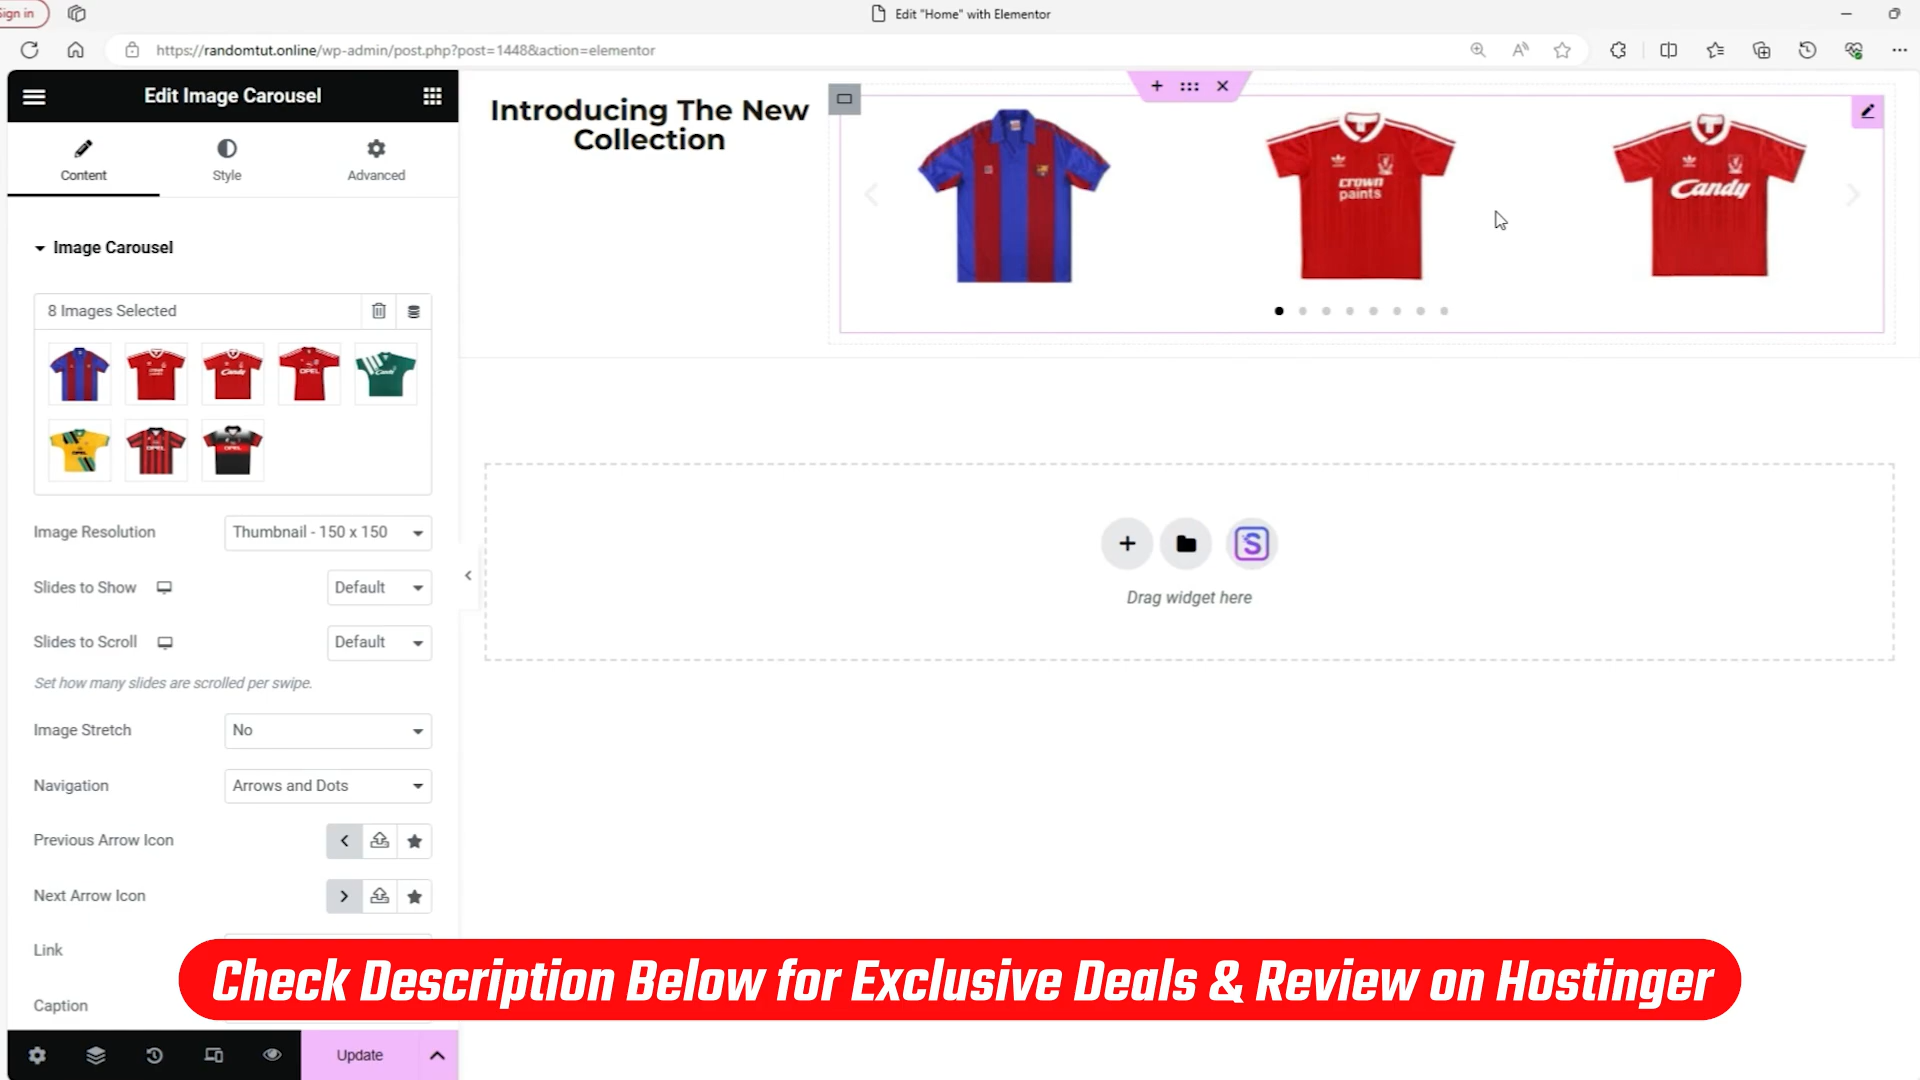 Sign in
Edit "Home" with Elementor
https://randomtut.online/wp-admin/post.php?post=1448&action=elementor
Edit Image Carousel
Content
Style
Advanced
Image Carousel
8 Images Selected
Image Resolution
Thumbnail - 150 x 150
Slides to Show
Default
Slides to Scroll
Default
Set how many slides are scrolled per swipe.
Image Stretch
No
Navigation
Arrows and Dots
Previous Arrow Icon
Next Arrow Icon
Link
Caption
Update
Introducing The New
Collection
crown
paints
Candy
Drag widget here
Check Description Below for Exclusive Deals & Review on Hostinger